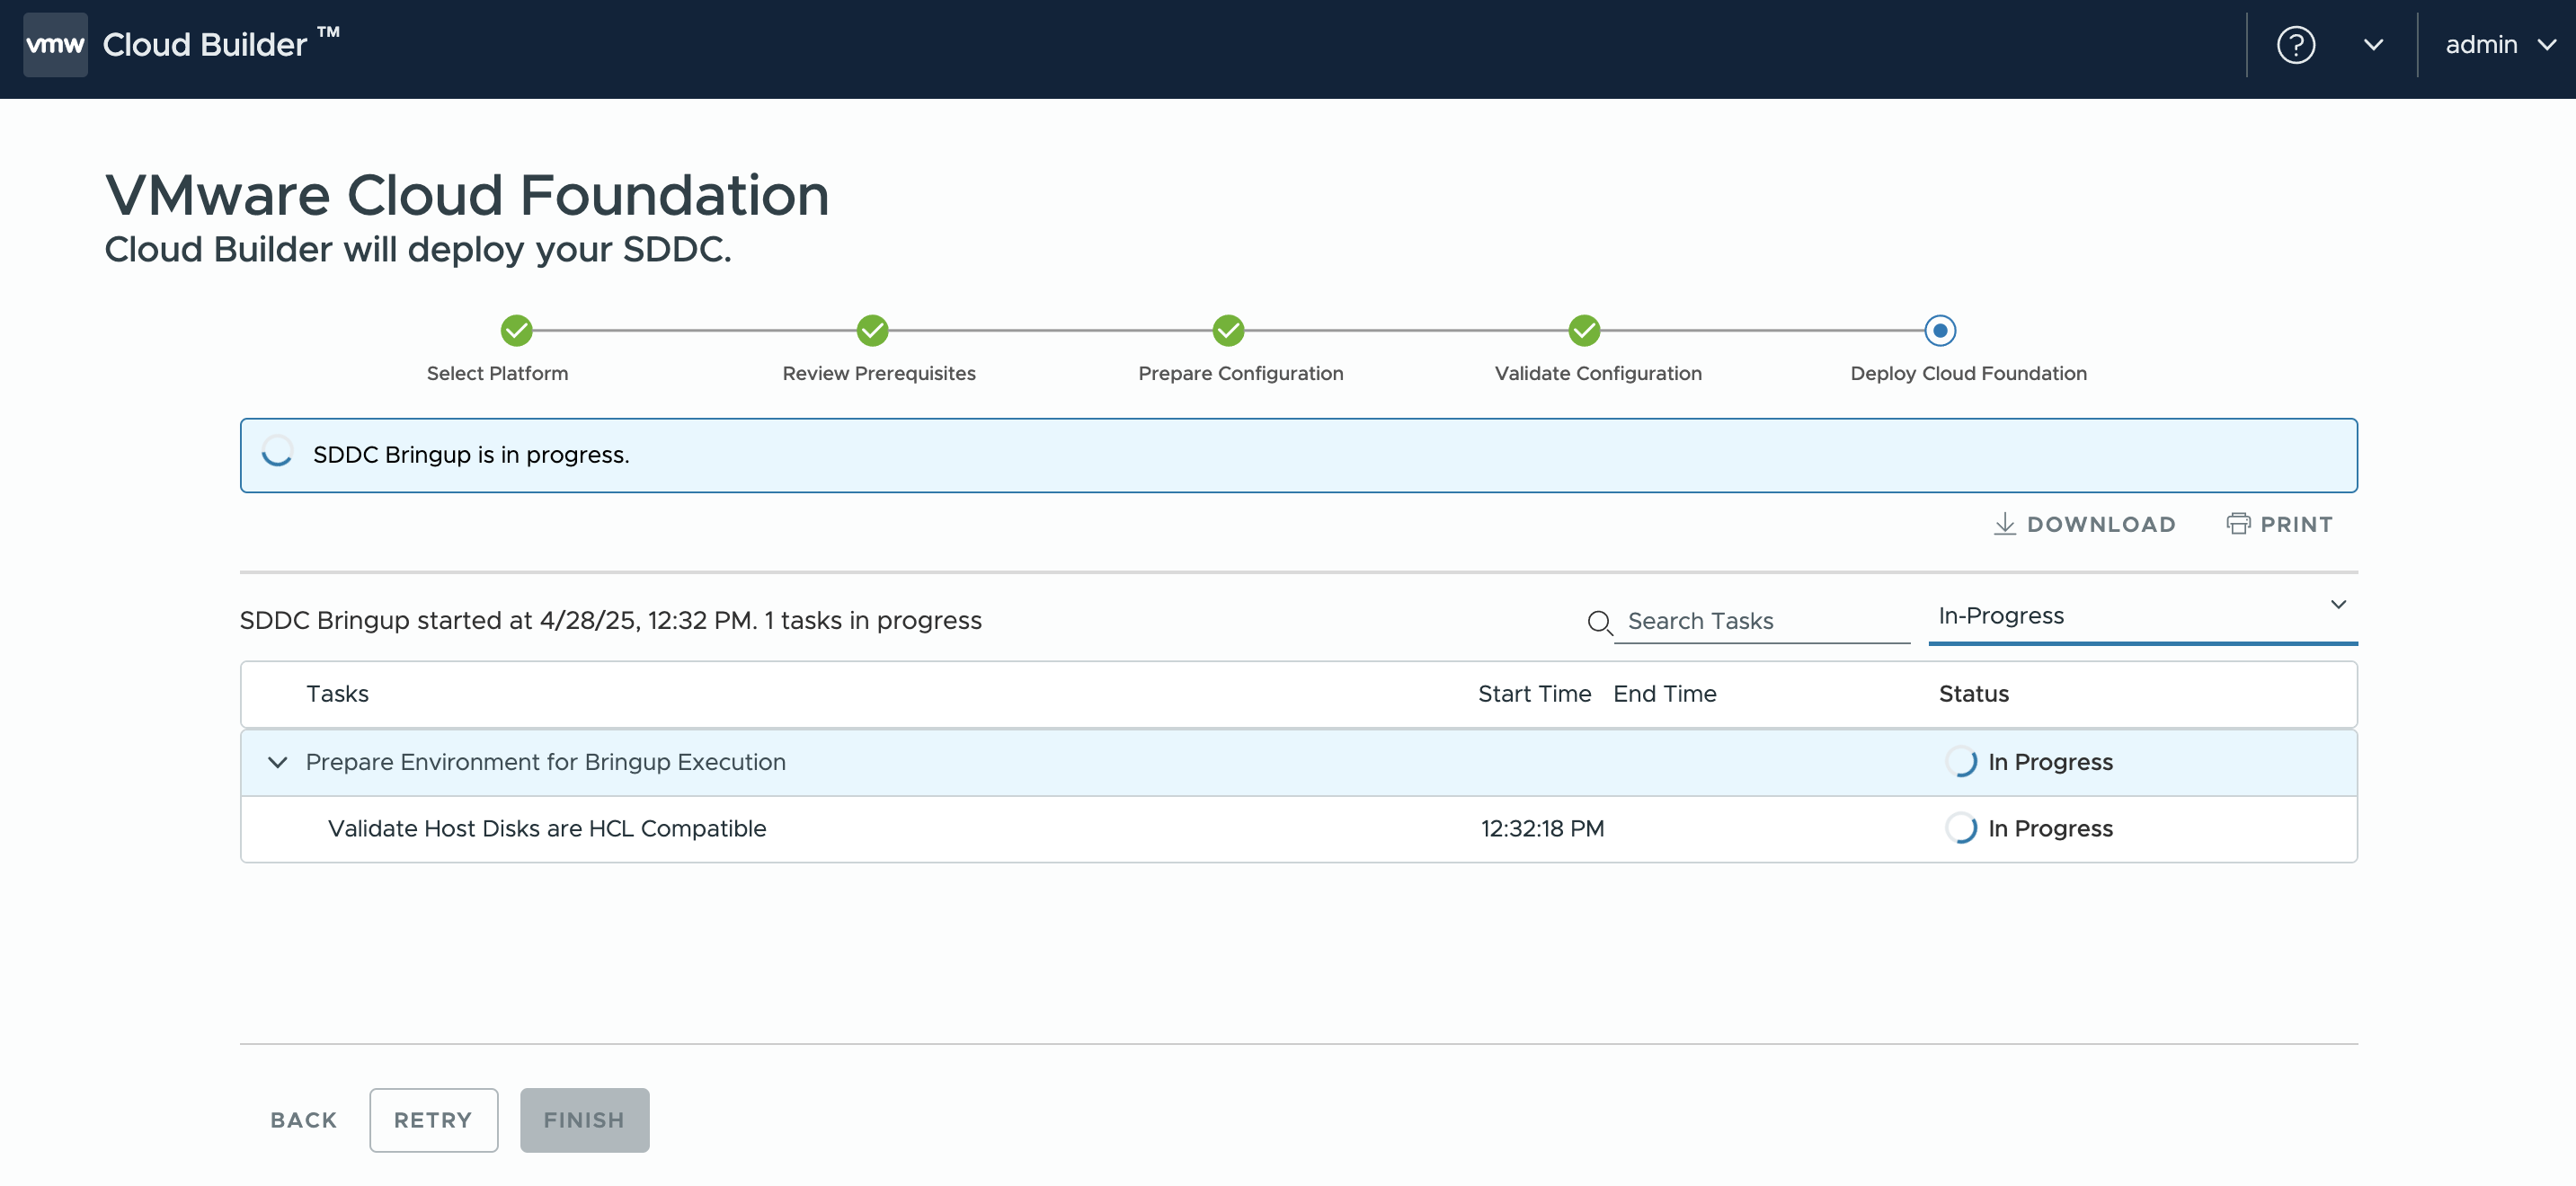 vmw Cloud Builder ™ admin
VMware Cloud Foundation
Cloud Builder will deploy your SDDC.
Select Platform Review Prerequisites Prepare Configuration Validate Configuration Deploy Cloud Foundation
SDDC Bringup is in progress.
DOWNLOAD PRINT
SDDC Bringup started at 4/28/25, 12:32 PM. 1 tasks in progress Search Tasks In-Progress
Tasks Start Time End Time Status
Prepare Environment for Bringup Execution In Progress
Validate Host Disks are HCL Compatible 12:32:18 PM In Progress
BACK RETRY FINISH